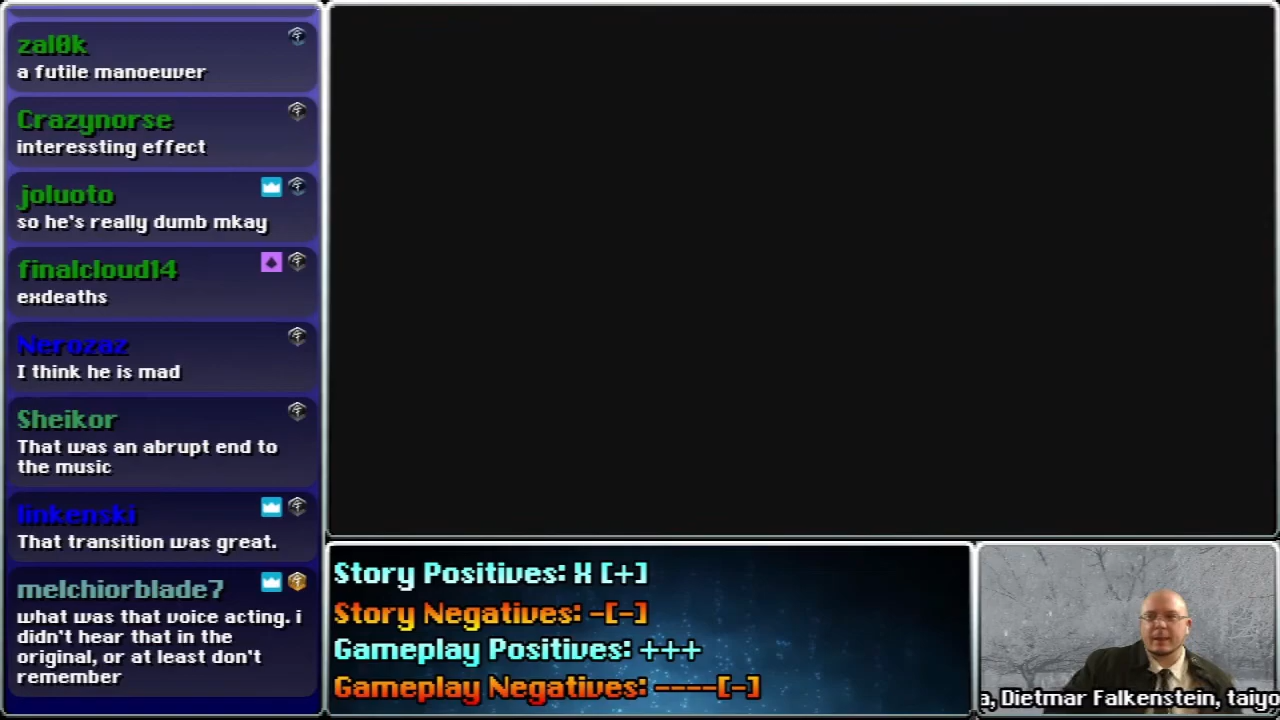 zal0k
a futile manoeuver
Crazynorse
interessting effect
joluoto
so he's really dumb mkay
finalcloud14
exdeaths
Nerozaz
I think he is mad
Sheikor
That was an abrupt end to
the music
linkenski
That transition was great.
melchiorblade7
what was that voice acting. i
didn't hear that in the
original, or at least don't
remember
Story Positives: X [+]
Story Negatives: -[-]
Gameplay Positives: +++
Gameplay Negatives: ----[-]
a, Dietmar Falkenstein, taiyo